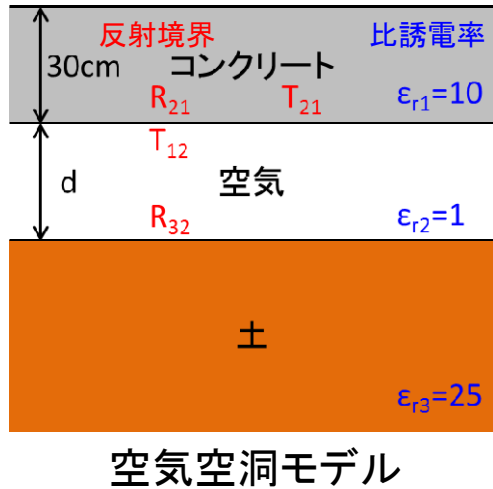 反射境界 比誘電率
30cm コンクリート
R21 T21 εr1=10
T12
d 空気
R32 εr2=1
土
εr3=25
空気空洞モデル